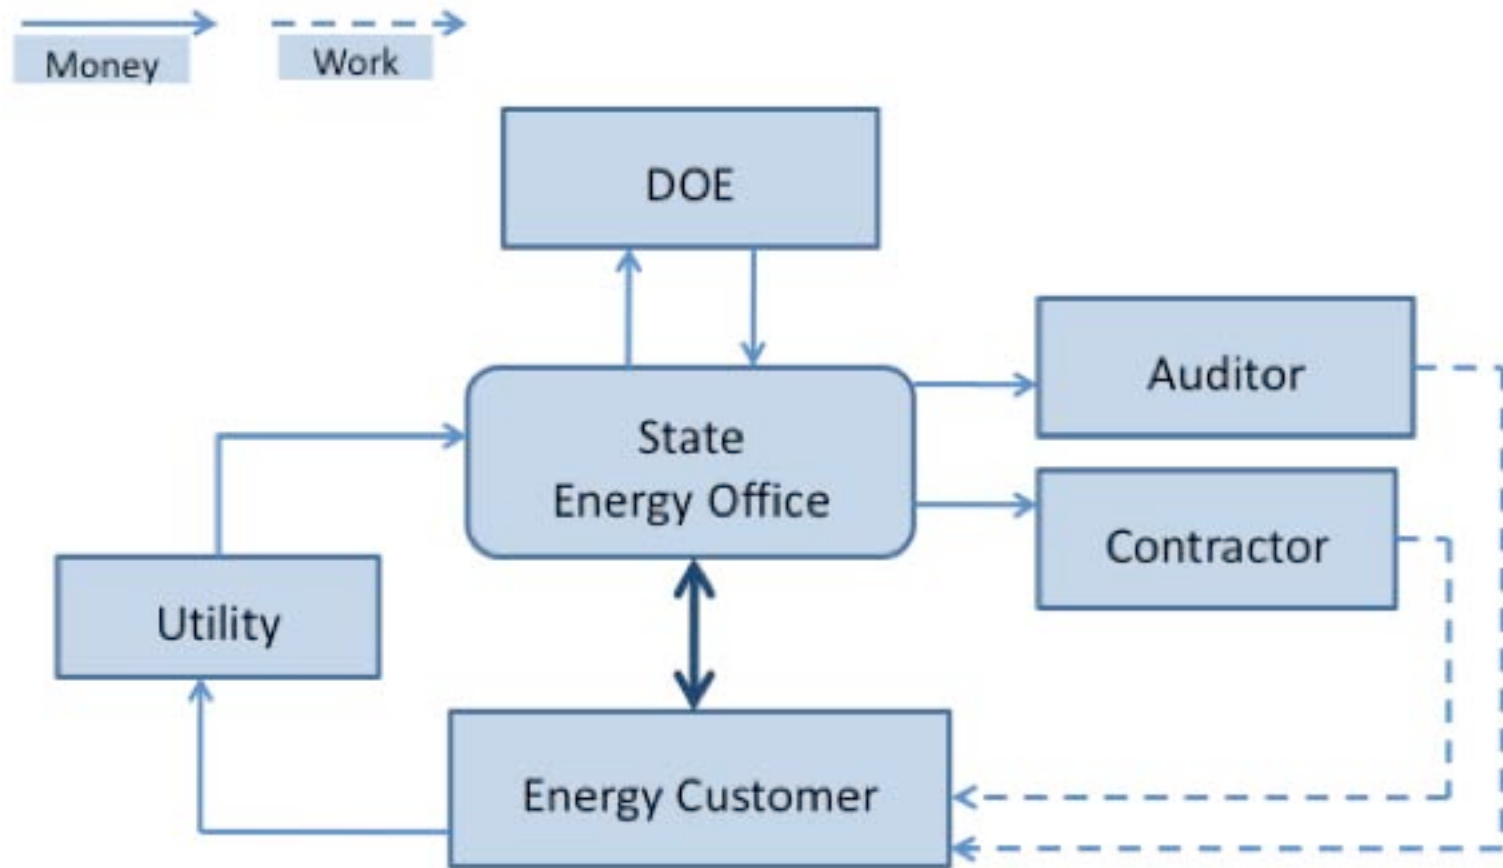 Money
Work
DOE
Auditor
State
Energy Office
Contractor
Utility
Energy Customer